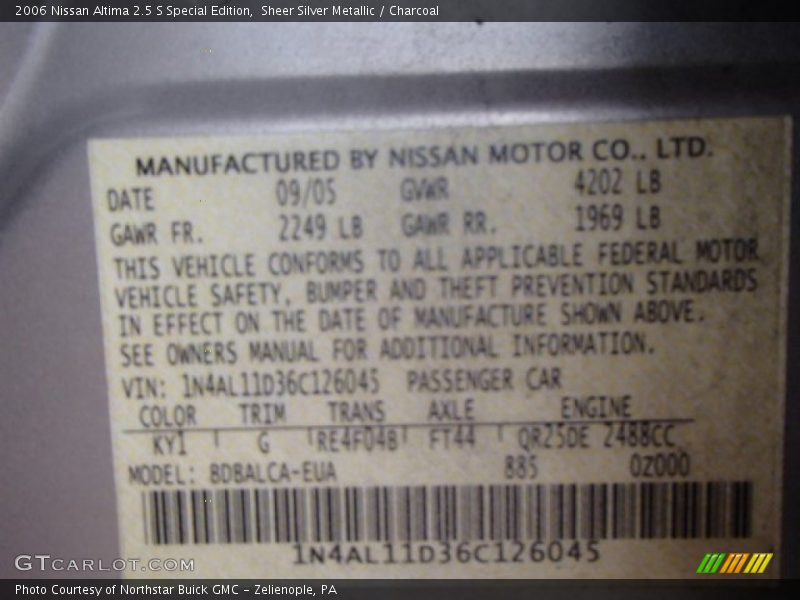 2006 Nissan Altima 2.5 S Special Edition,  Sheer Silver Metallic / Charcoal
MANUFACTURED BY NISSAN MOTOR CO., LTD.
DATE 09/05 GVWR 4202 LB
GAWR FR. 2249 LB GAWR RR. 1969 LB
THIS VEHICLE CONFORMS TO ALL APPLICABLE FEDERAL MOTOR
VEHICLE SAFETY, BUMPER AND THEFT PREVENTION STANDARDS
IN EFFECT ON THE DATE OF MANUFACTURE SHOWN ABOVE.
SEE OWNERS MANUAL FOR ADDITIONAL INFORMATION.
VIN: 1N4AL11D36C126045 PASSENGER CAR
COLOR TRIM TRANS AXLE ENGINE
KY1 G RE4F04B FT44 QR25DE 2488CC
MODEL: BDBALCA-EUA 885 0Z000
1N4AL11D36C126045
GTCARLOT.COM
Photo Courtesy of Northstar Buick GMC - Zelienople, PA